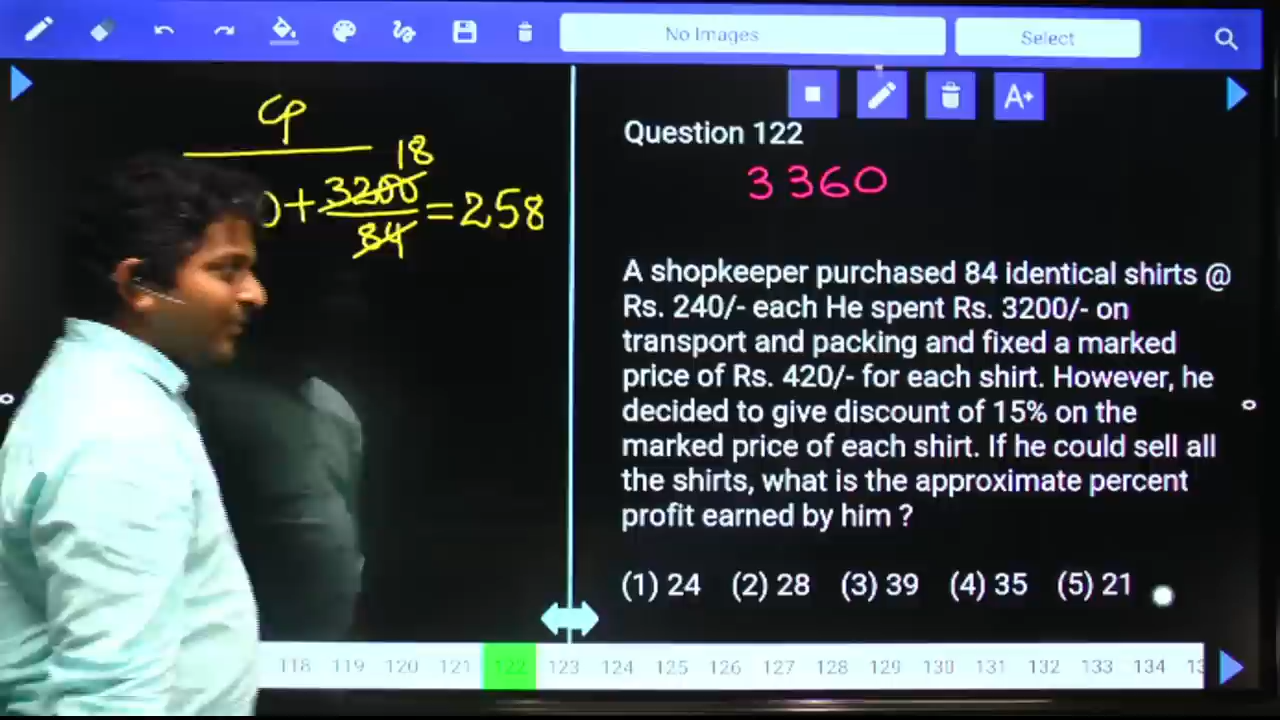 No Images
Select
A+
CP
18
0+3200/84=258
Question 122
3360
A shopkeeper purchased 84 identical shirts @
Rs. 240/- each He spent Rs. 3200/- on
transport and packing and fixed a marked
price of Rs. 420/- for each shirt. However, he
decided to give discount of 15% on the
marked price of each shirt. If he could sell all
the shirts, what is the approximate percent
profit earned by him ?
(1) 24 (2) 28 (3) 39 (4) 35 (5) 21
118 119 120 121 122 123 124 125 126 127 128 129 130 131 132 133 134